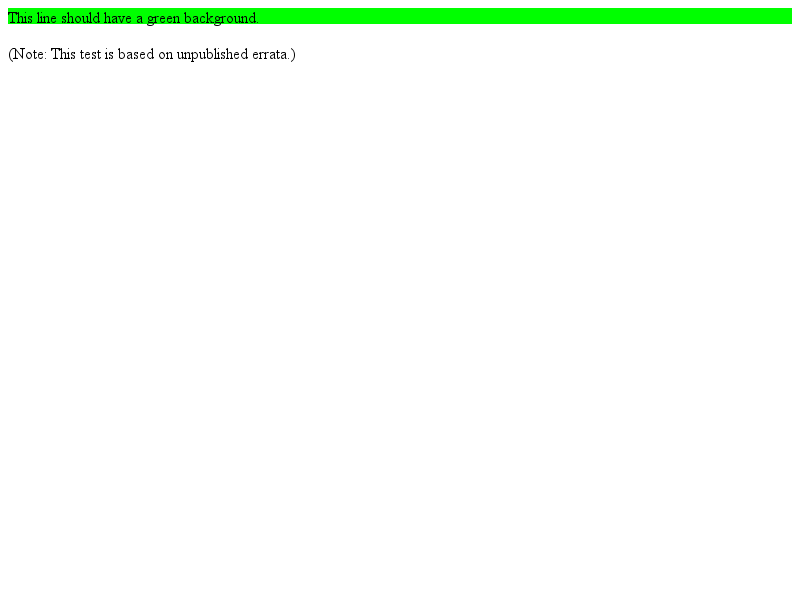 This line should have a green background.
(Note: This test is based on unpublished errata.)